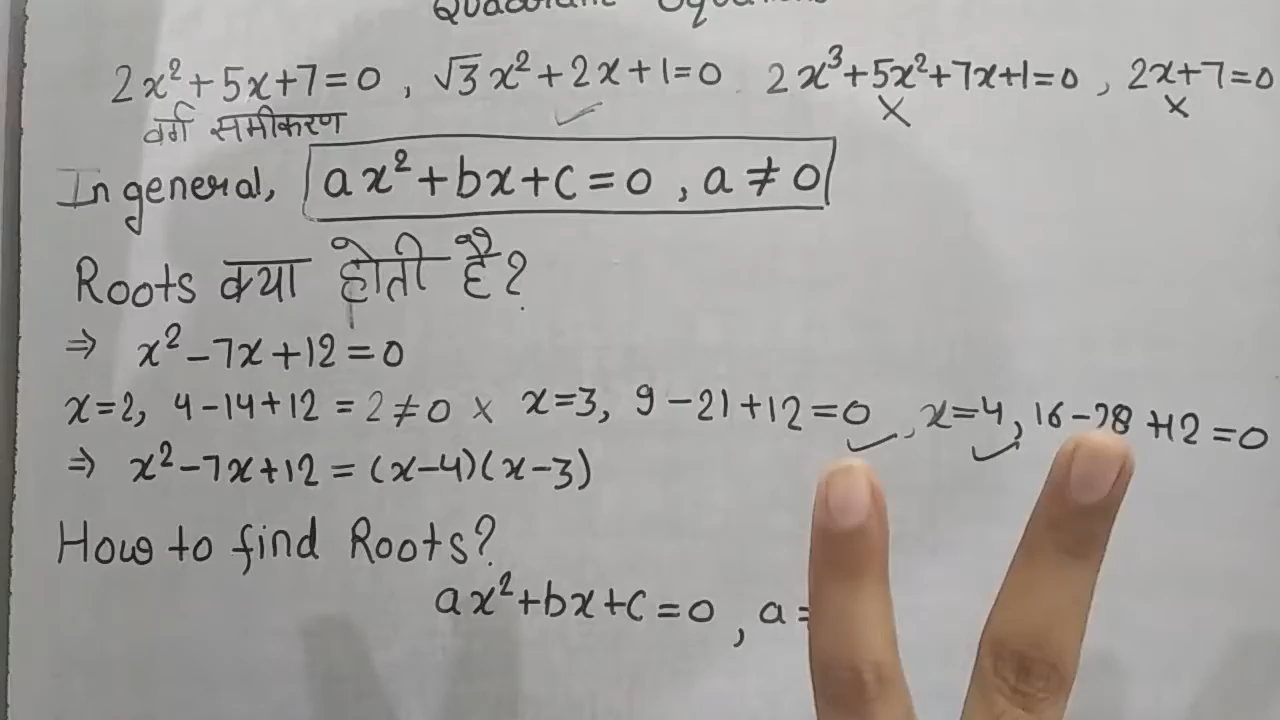 2x²+5x+7=0 , √3x²+2x+1=0 2x³+5x²+7x+1=0 , 2x+7=0
वर्ग समीकरण ✓ × ×
In general, ax²+bx+c=0 , a≠0
Roots क्या होती है?
⇒ x²-7x+12=0
x=2, 4-14+12=2≠0 × x=3, 9-21+12=0 ✓, x=4, ✓ 16-28+12=0
⇒ x²-7x+12=(x-4)(x-3)
How to find Roots?
ax²+bx+c=0 , a=